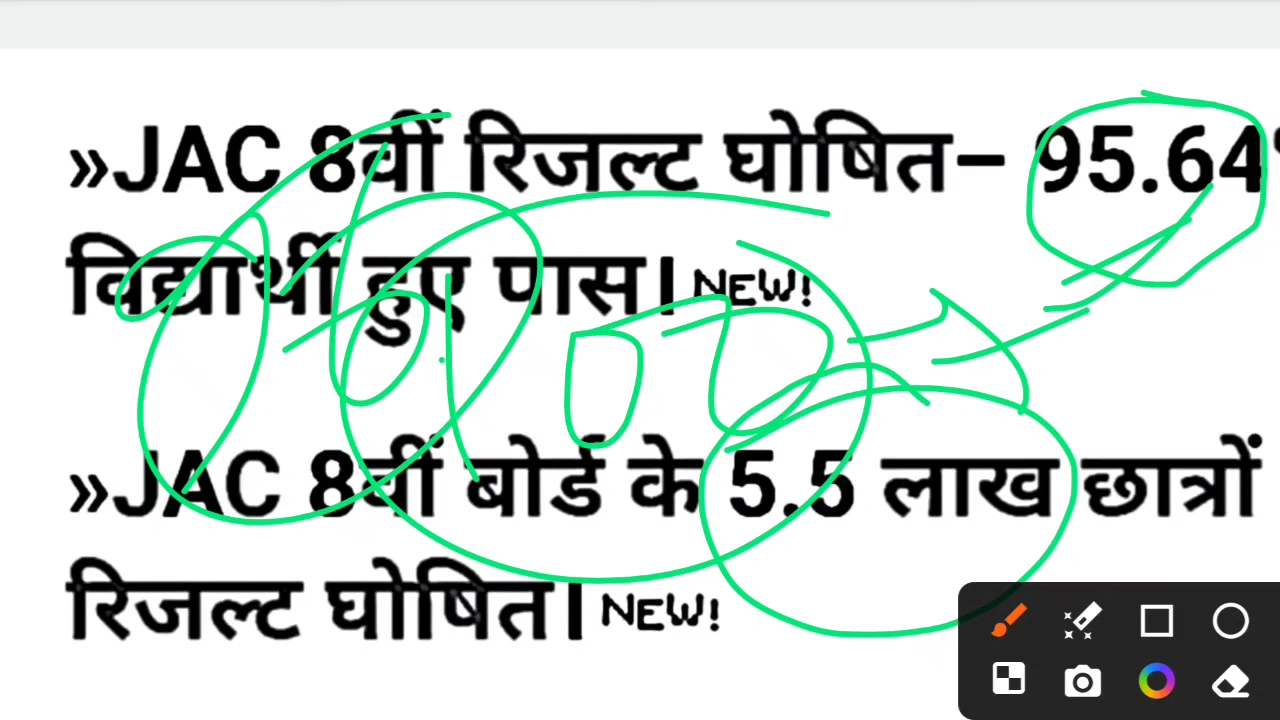 »JAC 8वीं रिजल्ट घोषित– 95.64%
विद्यार्थी हुए पास। NEW!
»JAC 8वीं बोर्ड के 5.5 लाख छात्रों
रिजल्ट घोषित। NEW!